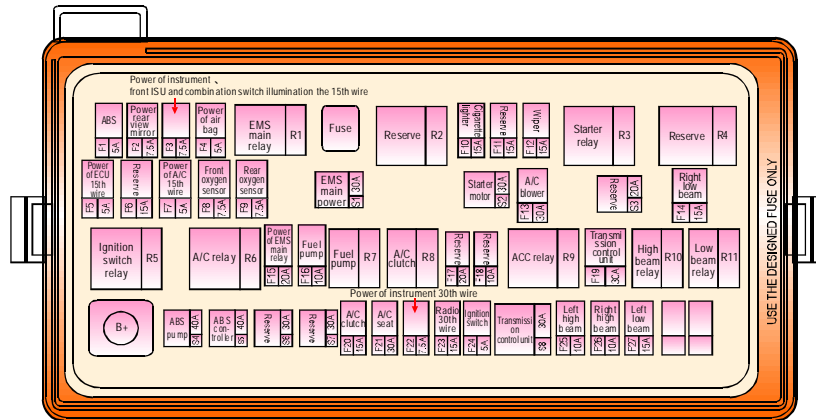 Power of instrument 、
front ISU and combination switch illumination the 15th wire
ABS
F1
5A
Power
rear
view
mirror
F2
7.5A
F3
7.5A
Power
of air
bag
F4
5A
EMS
main
relay
R1
Fuse
Reserve
R2
Cigarette
lighter
F10
15A
Reserve
F11
15A
Wiper
F12
15A
Starter
relay
R3
Reserve
R4
Power
of ECU
15th
wire
F5
5A
Reserve
F6
15A
Power
of A/C
15th
wire
F7
5A
Front
oxygen
sensor
F8
7.5A
Rear
oxygen
sensor
F9
7.5A
EMS
main
power
S1
30A
Starter
motor
S2
30A
A/C
blower
F13
30A
Reserve
S3
20A
Right
low
beam
F14
15A
Ignition
switch
relay
R5
A/C relay
R6
Power
of EMS
main
relay
F15
20A
Fuel
pump
F16
10A
Fuel
pump
R7
A/C
clutch
R8
Reserve
F17
20A
Reserve
F18
10A
ACC relay
R9
Transmi
ssion
control
unit
F19
High
beam
relay
R10
Low
beam
relay
R11
Power of instrument 30th wire
B+
ABS
pump
S4
40A
ABS
con-
troller
S5
40A
Reserve
S6
30A
Reserve
S7
30A
A/C
clutch
F20
15A
A/C
seat
F21
30A
F22
7.5A
Radio
30th
wire
F23
15A
Ignition
switch
F24
5A
Transmissi
on
control unit
S8
30A
Left
high
beam
F25
10A
Right
high
beam
F26
10A
Left
low
beam
F27
15A
USE THE DESIGNED FUSE ONLY